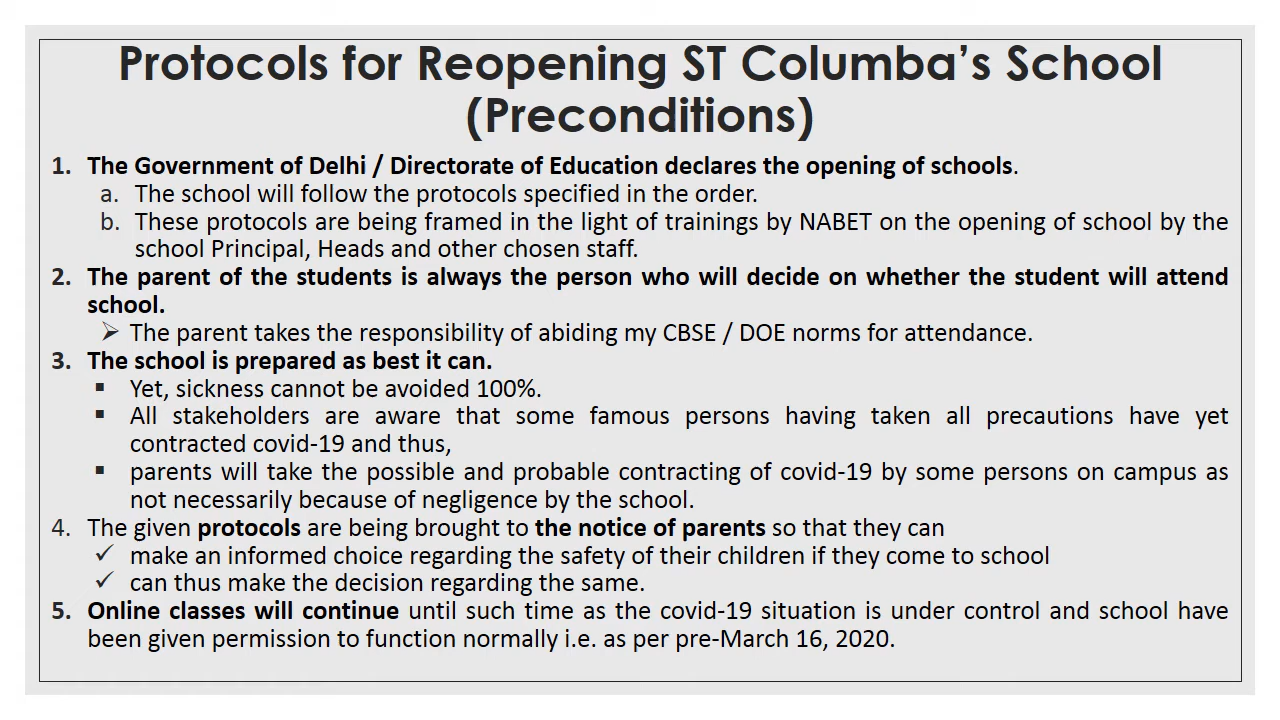 Protocols for Reopening ST Columba’s School
(Preconditions)
1. The Government of Delhi / Directorate of Education declares the opening of schools.
a. The school will follow the protocols specified in the order.
b. These protocols are being framed in the light of trainings by NABET on the opening of school by the
school Principal, Heads and other chosen staff.
2. The parent of the students is always the person who will decide on whether the student will attend
school.
➢ The parent takes the responsibility of abiding my CBSE / DOE norms for attendance.
3. The school is prepared as best it can.
▪ Yet, sickness cannot be avoided 100%.
▪ All stakeholders are aware that some famous persons having taken all precautions have yet
contracted covid-19 and thus,
▪ parents will take the possible and probable contracting of covid-19 by some persons on campus as
not necessarily because of negligence by the school.
4. The given protocols are being brought to the notice of parents so that they can
✓ make an informed choice regarding the safety of their children if they come to school
✓ can thus make the decision regarding the same.
5. Online classes will continue until such time as the covid-19 situation is under control and school have
been given permission to function normally i.e. as per pre-March 16, 2020.